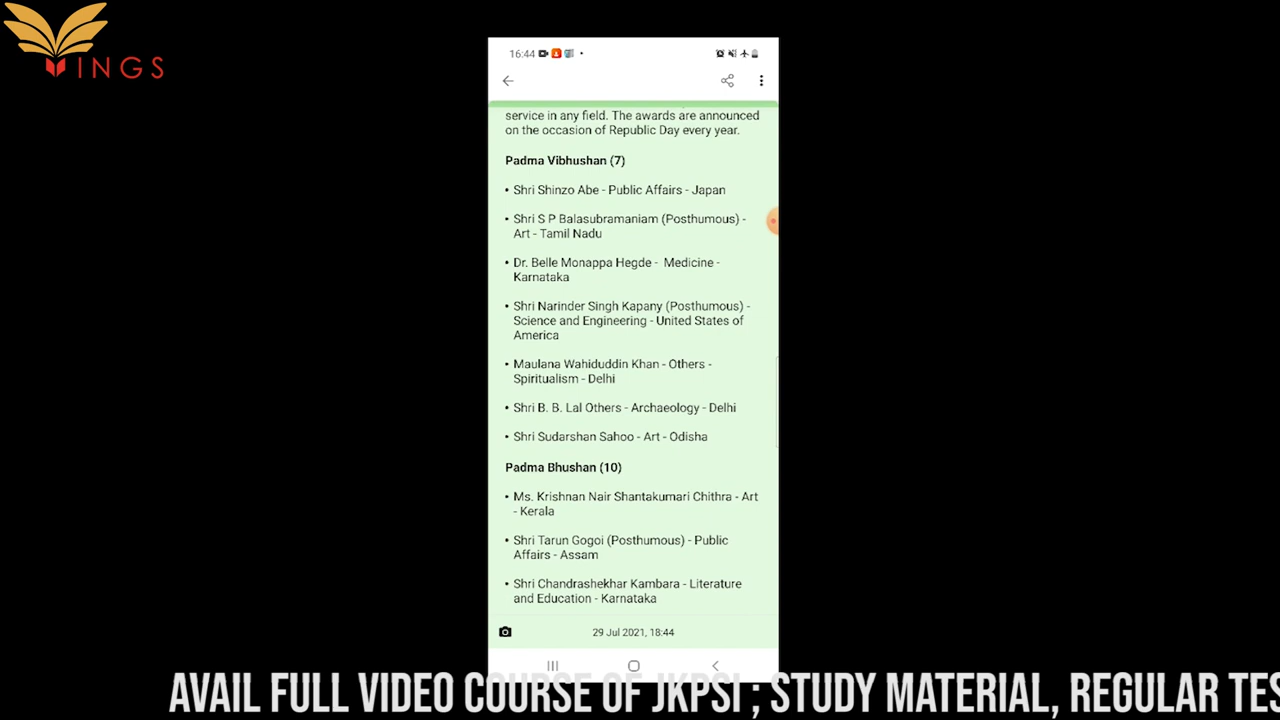 WINGS
16:44
service in any field. The awards are announced
on the occasion of Republic Day every year.
Padma Vibhushan (7)
• Shri Shinzo Abe - Public Affairs - Japan
• Shri S P Balasubramaniam (Posthumous) -
Art - Tamil Nadu
• Dr. Belle Monappa Hegde - Medicine -
Karnataka
• Shri Narinder Singh Kapany (Posthumous) -
Science and Engineering - United States of
America
• Maulana Wahiduddin Khan - Others -
Spiritualism - Delhi
• Shri B. B. Lal Others - Archaeology - Delhi
• Shri Sudarshan Sahoo - Art - Odisha
Padma Bhushan (10)
• Ms. Krishnan Nair Shantakumari Chithra - Art
- Kerala
• Shri Tarun Gogoi (Posthumous) - Public
Affairs - Assam
• Shri Chandrashekhar Kambara - Literature
and Education - Karnataka
29 Jul 2021, 18:44
AVAIL FULL VIDEO COURSE OF JKPSI ; STUDY MATERIAL, REGULAR TES